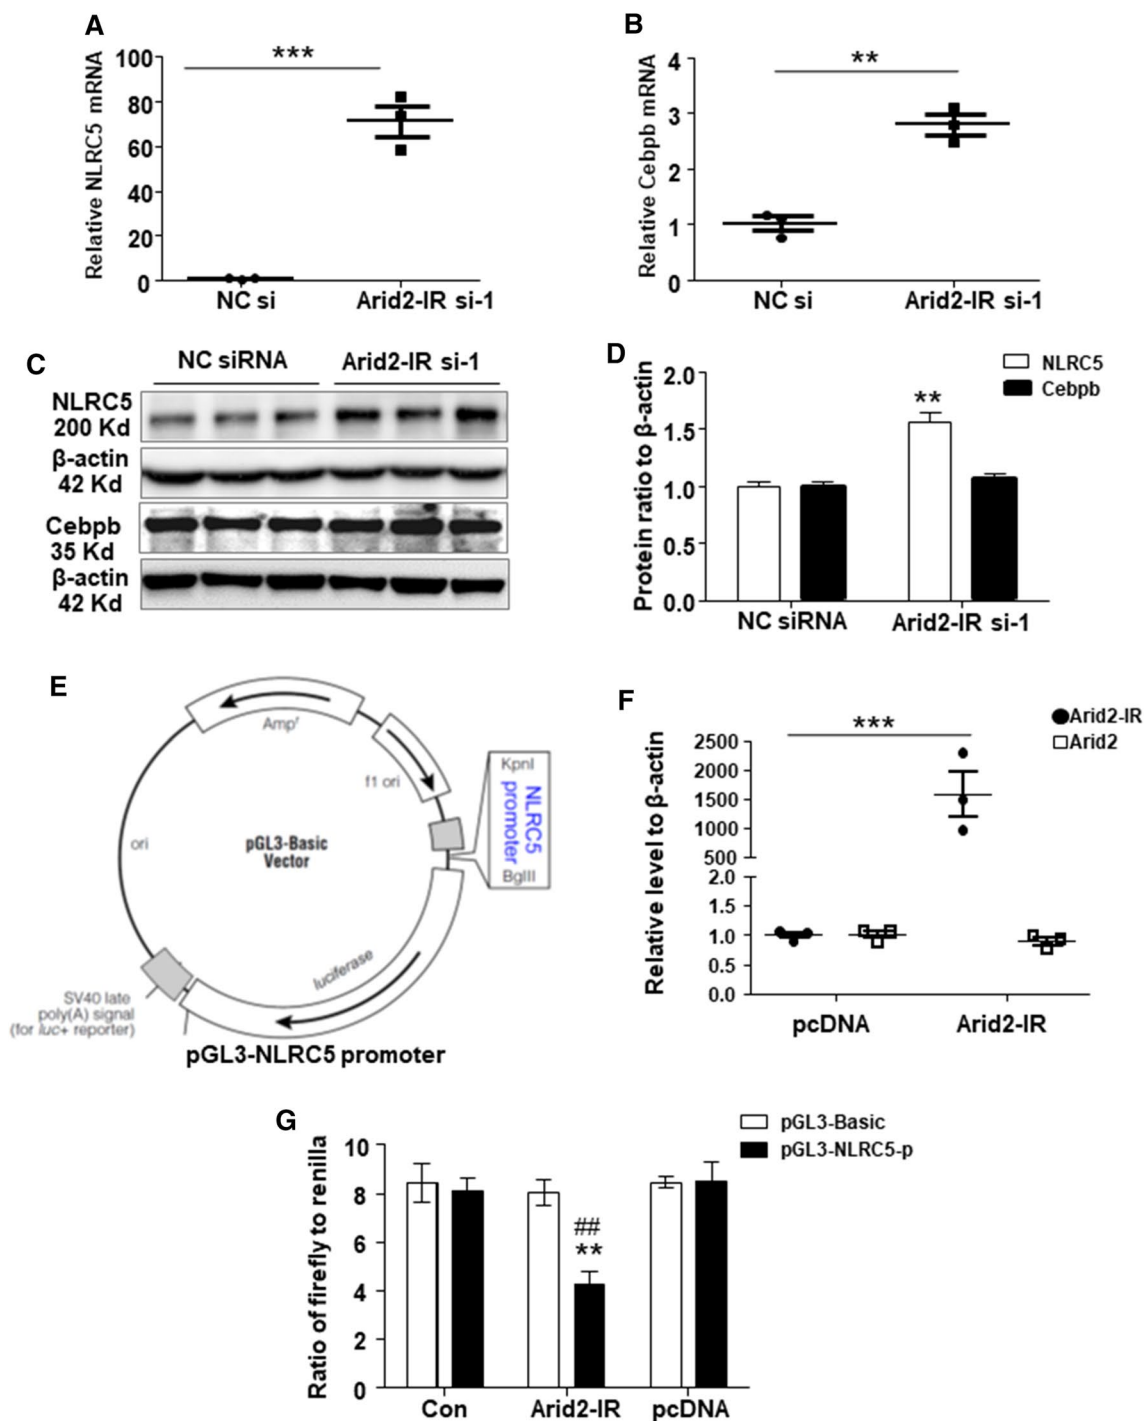 A
Relative NLRC5 mRNA
100
80
60
40
20
0
***
NC si
Arid2-IR si-1
B
Relative Cebpb mRNA
4
3
2
1
0
**
NC si
Arid2-IR si-1
C
NC siRNA
Arid2-IR si-1
NLRC5
200 Kd
β-actin
42 Kd
Cebpb
35 Kd
β-actin
42 Kd
D
NLRC5
Cebpb
Protein ratio to β-actin
2.0
1.5
1.0
0.5
0.0
**
NC siRNA
Arid2-IR si-1
E
Ampʳ
f1 ori
KpnI
NLRC5
promoter
BglII
ori
pGL3-Basic
Vector
luciferase
SV40 late
poly(A) signal
(for luc+ reporter)
pGL3-NLRC5 promoter
F
Arid2-IR
Arid2
Relative level to β-actin
2500
2000
1500
1000
500
2.0
1.5
1.0
0.5
0.0
***
pcDNA
Arid2-IR
G
pGL3-Basic
pGL3-NLRC5-p
Ratio of firefly to renilla
10
8
6
4
2
0
##
**
Con
Arid2-IR
pcDNA